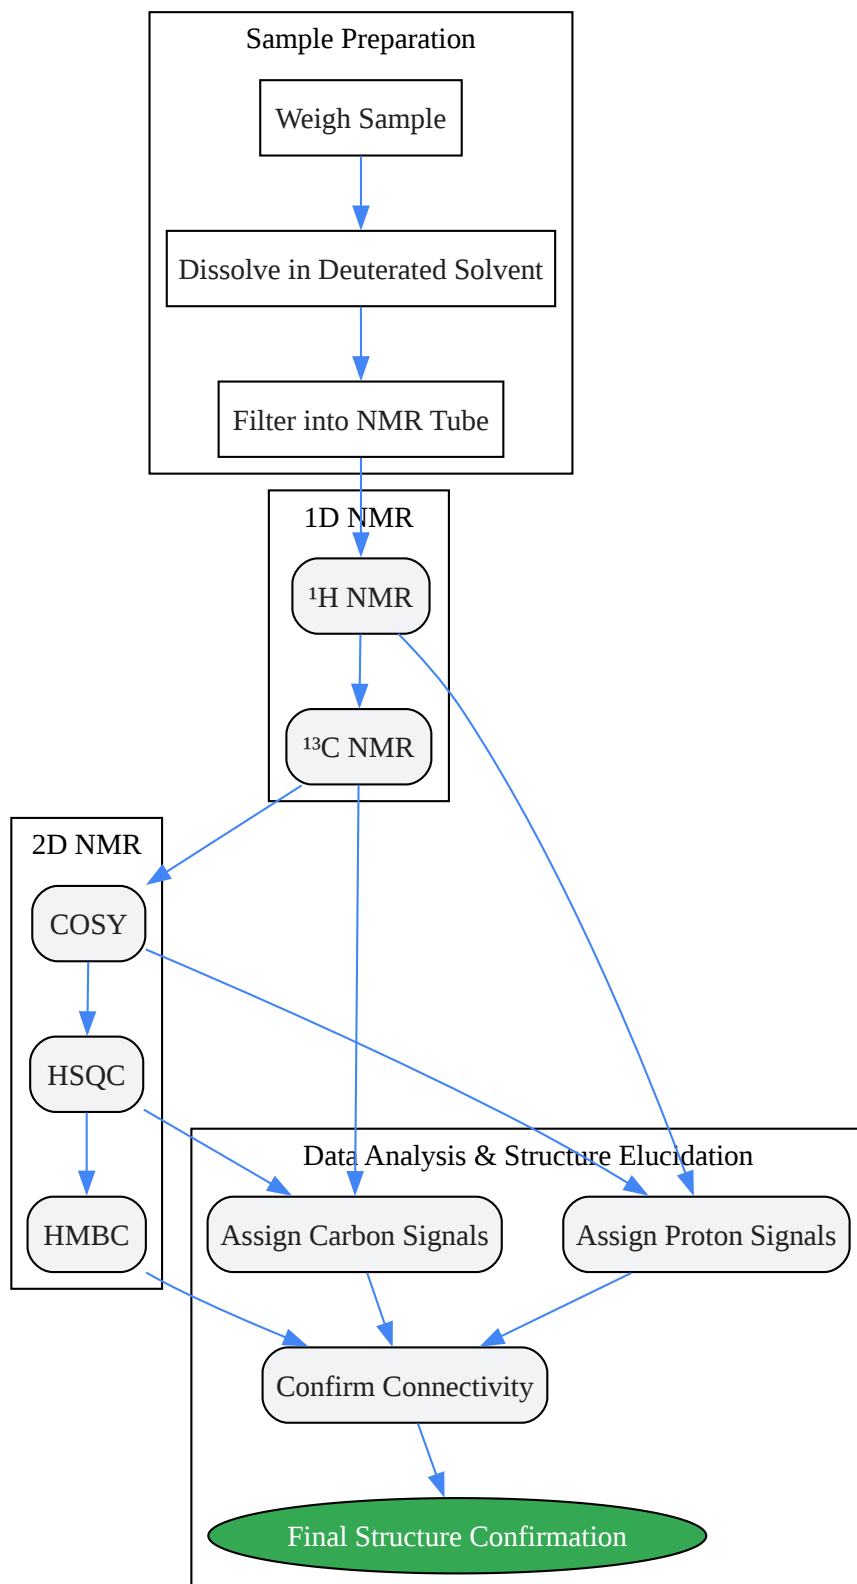 Sample Preparation
Weigh Sample
Dissolve in Deuterated Solvent
Filter into NMR Tube
1D NMR
¹H NMR
¹³C NMR
2D NMR
COSY
HSQC
HMBC
Data Analysis & Structure Elucidation
Assign Carbon Signals
Assign Proton Signals
Confirm Connectivity
Final Structure Confirmation